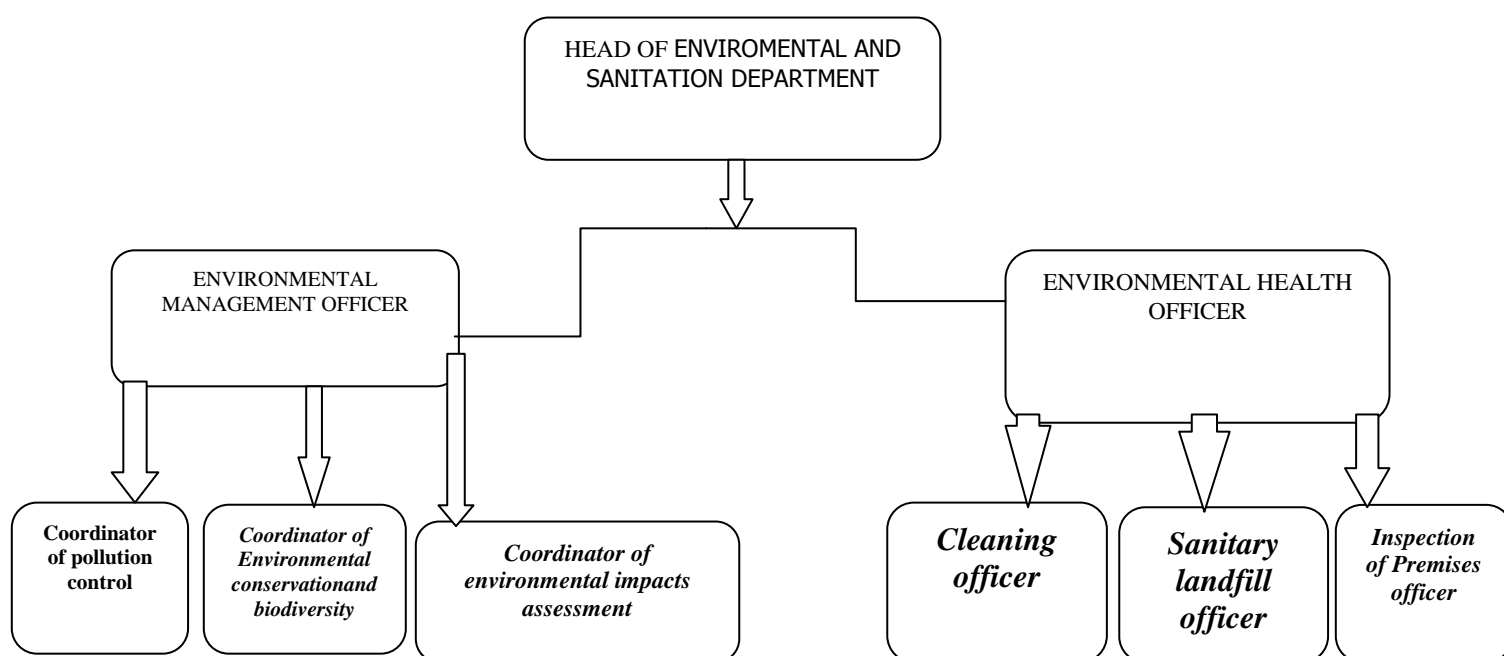 HEAD OF ENVIROMENTAL AND
SANITATION DEPARTMENT
ENVIRONMENTAL
MANAGEMENT OFFICER
ENVIRONMENTAL HEALTH
OFFICER
Coordinator
of pollution
control
Coordinator of
Environmental
conservationand
biodiversity
Coordinator of
environmental impacts
assessment
Cleaning
officer
Sanitary
landfill
officer
Inspection
of Premises
officer